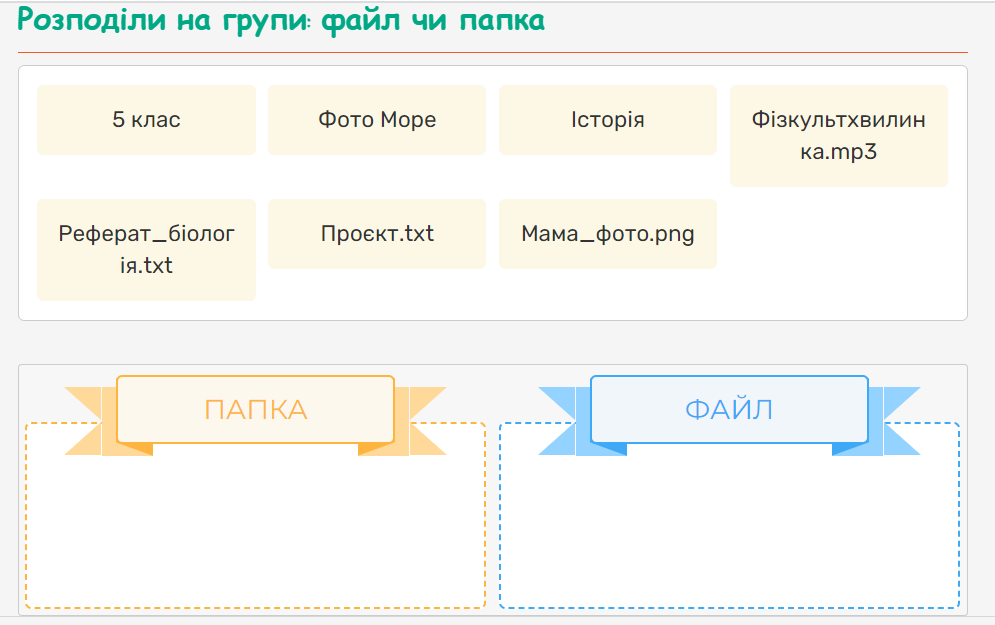 Розподіли на групи: файл чи папка
5 клас
Фото Море
Історія
Фізкультхвилин
ка.mp3
Реферат_біолог
ія.txt
Проєкт.txt
Мама_фото.png
ПАПКА
ФАЙЛ